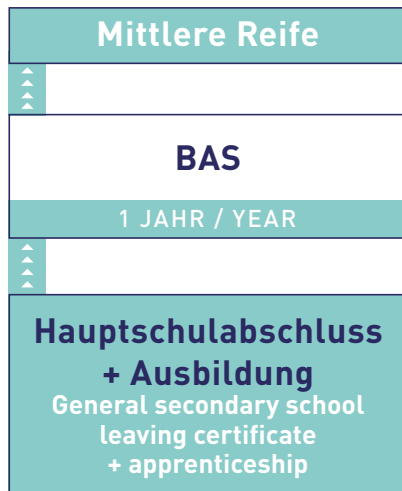 Mittlere Reife
BAS
1 JAHR / YEAR
Hauptschulabschluss
+ Ausbildung
General secondary school
leaving certificate
+ apprenticeship